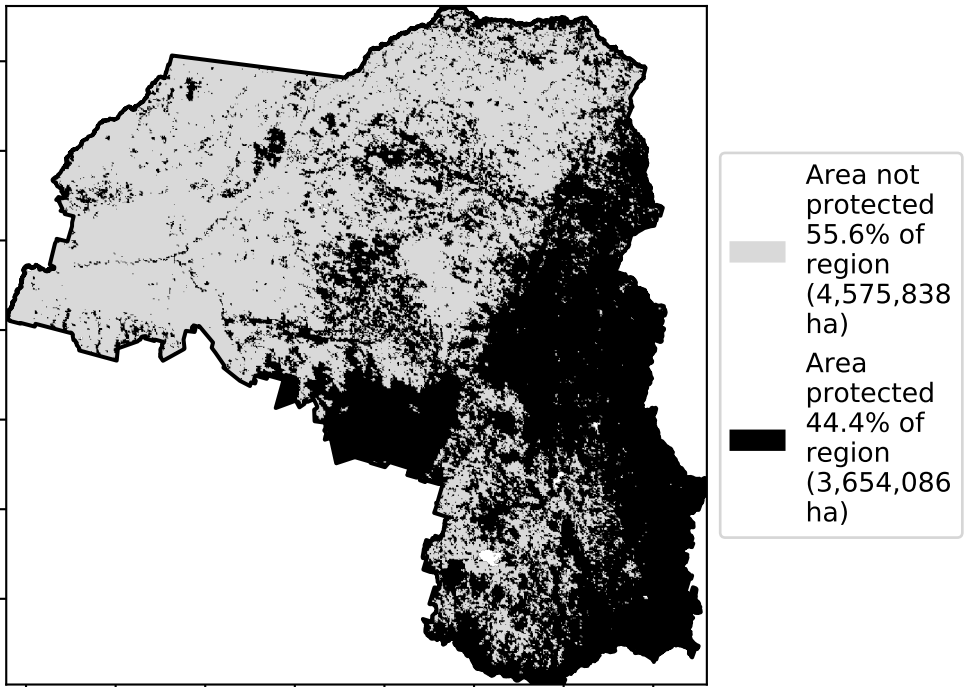 Area not
protected
55.6% of
region
(4,575,838
ha)
Area
protected
44.4% of
region
(3,654,086
ha)